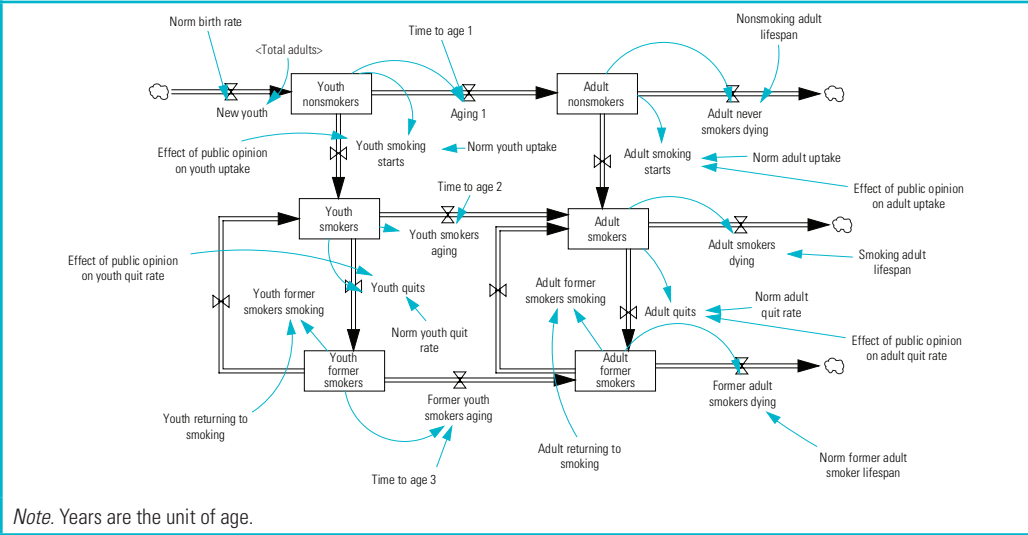 Norm birth rate
<Total adults>
Time to age 1
Nonsmoking adult
lifespan
Youth
nonsmokers
Adult
nonsmokers
New youth
Aging 1
Adult never
smokers dying
Effect of public opinion
on youth uptake
Youth smoking
starts
Norm youth uptake
Adult smoking
starts
Norm adult uptake
Effect of public opinion
on adult uptake
Time to age 2
Youth
smokers
Youth smokers
aging
Adult
smokers
Adult smokers
dying
Smoking adult
lifespan
Effect of public opinion
on youth quit rate
Youth former
smokers smoking
Youth quits
Norm youth quit
rate
Adult former
smokers smoking
Adult quits
Norm adult
quit rate
Effect of public opinion
on adult quit rate
Youth
former
smokers
Adult
former
smokers
Former youth
smokers aging
Former adult
smokers dying
Youth returning to
smoking
Time to age 3
Adult returning to
smoking
Norm former adult
smoker lifespan
Note. Years are the unit of age.